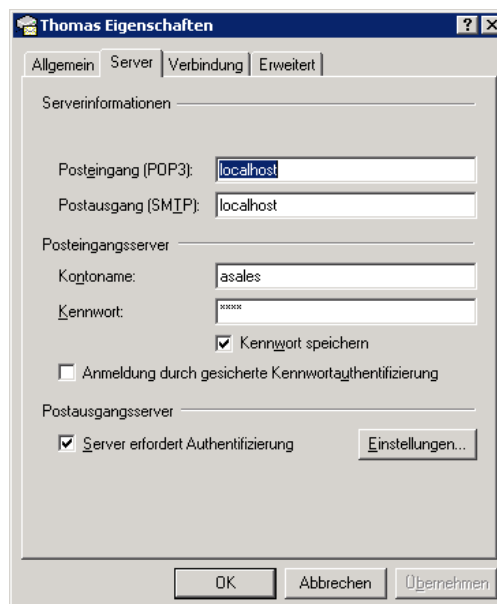 Thomas Eigenschaften
Allgemein Server Verbindung Erweitert
Serverinformationen
Posteingang (POP3): localhost
Postausgang (SMTP): localhost
Posteingangsserver
Kontoname: asales
Kennwort: ****
Kennwort speichern
Anmeldung durch gesicherte Kennwortauthentifizierung
Postausgangsserver
Server erfordert Authentifizierung Einstellungen...
OK Abbrechen Übernehmen